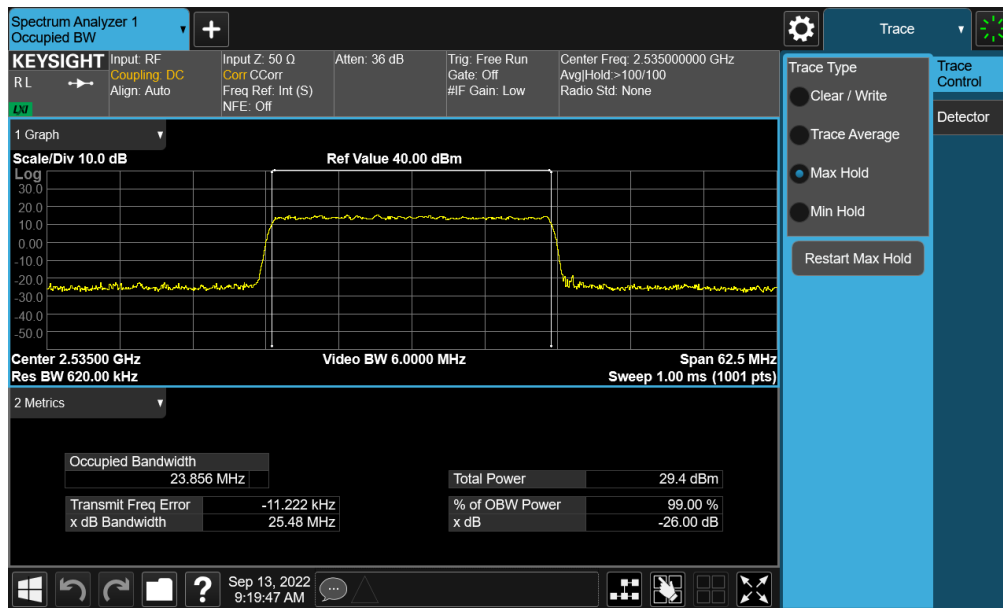 Spectrum Analyzer 1
Occupied BW
+
Trace
KEYSIGHT
RL
LXI
Input: RF
Coupling: DC
Align: Auto
Input Z: 50 Ω
Corr CCorr
Freq Ref: Int (S)
NFE: Off
Atten: 36 dB
Trig: Free Run
Gate: Off
#IF Gain: Low
Center Freq: 2.535000000 GHz
Avg|Hold:>100/100
Radio Std: None
Trace Type
Clear / Write
Trace Average
Max Hold
Min Hold
Restart Max Hold
Trace
Control
Detector
1 Graph
Scale/Div 10.0 dB
Ref Value 40.00 dBm
Log
30.0
20.0
10.0
0.00
-10.0
-20.0
-30.0
-40.0
-50.0
Center 2.53500 GHz
Video BW 6.0000 MHz
Span 62.5 MHz
Res BW 620.00 kHz
Sweep 1.00 ms (1001 pts)
2 Metrics
Occupied Bandwidth
23.856 MHz
Total Power 29.4 dBm
Transmit Freq Error -11.222 kHz
% of OBW Power 99.00 %
x dB Bandwidth 25.48 MHz
x dB -26.00 dB
?
Sep 13, 2022
9:19:47 AM